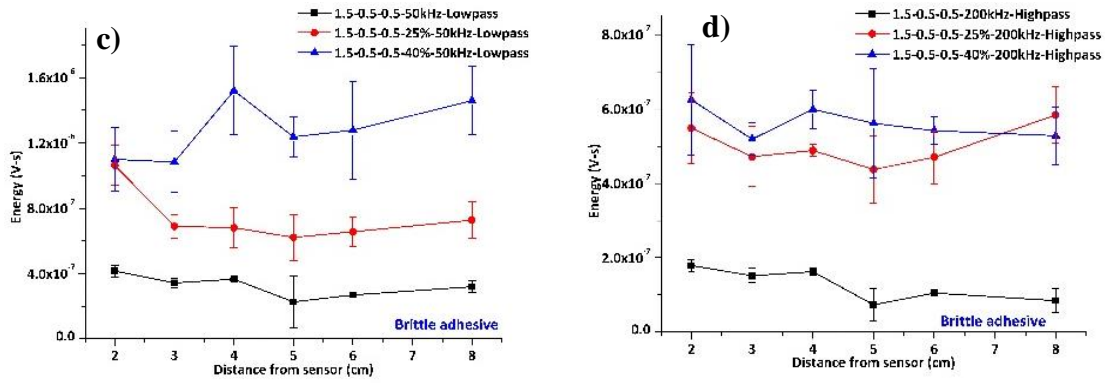 c)
1.5-0.5-0.5-50kHz-Lowpass
1.5-0.5-0.5-25%-50kHz-Lowpass
1.5-0.5-0.5-40%-50kHz-Lowpass
1.6x10⁻⁶
1.2x10⁻⁶
8.0x10⁻⁷
4.0x10⁻⁷
0.0
Energy (V-s)
Brittle adhesive
2 3 4 5 6 8
Distance from sensor (cm)
d)
1.5-0.5-0.5-200kHz-Highpass
1.5-0.5-0.5-25%-200kHz-Highpass
1.5-0.5-0.5-40%-200kHz-Highpass
8.0x10⁻⁷
6.0x10⁻⁷
4.0x10⁻⁷
2.0x10⁻⁷
0.0
Energy (V-s)
Brittle adhesive
2 3 4 5 6 8
Distance from sensor (cm)